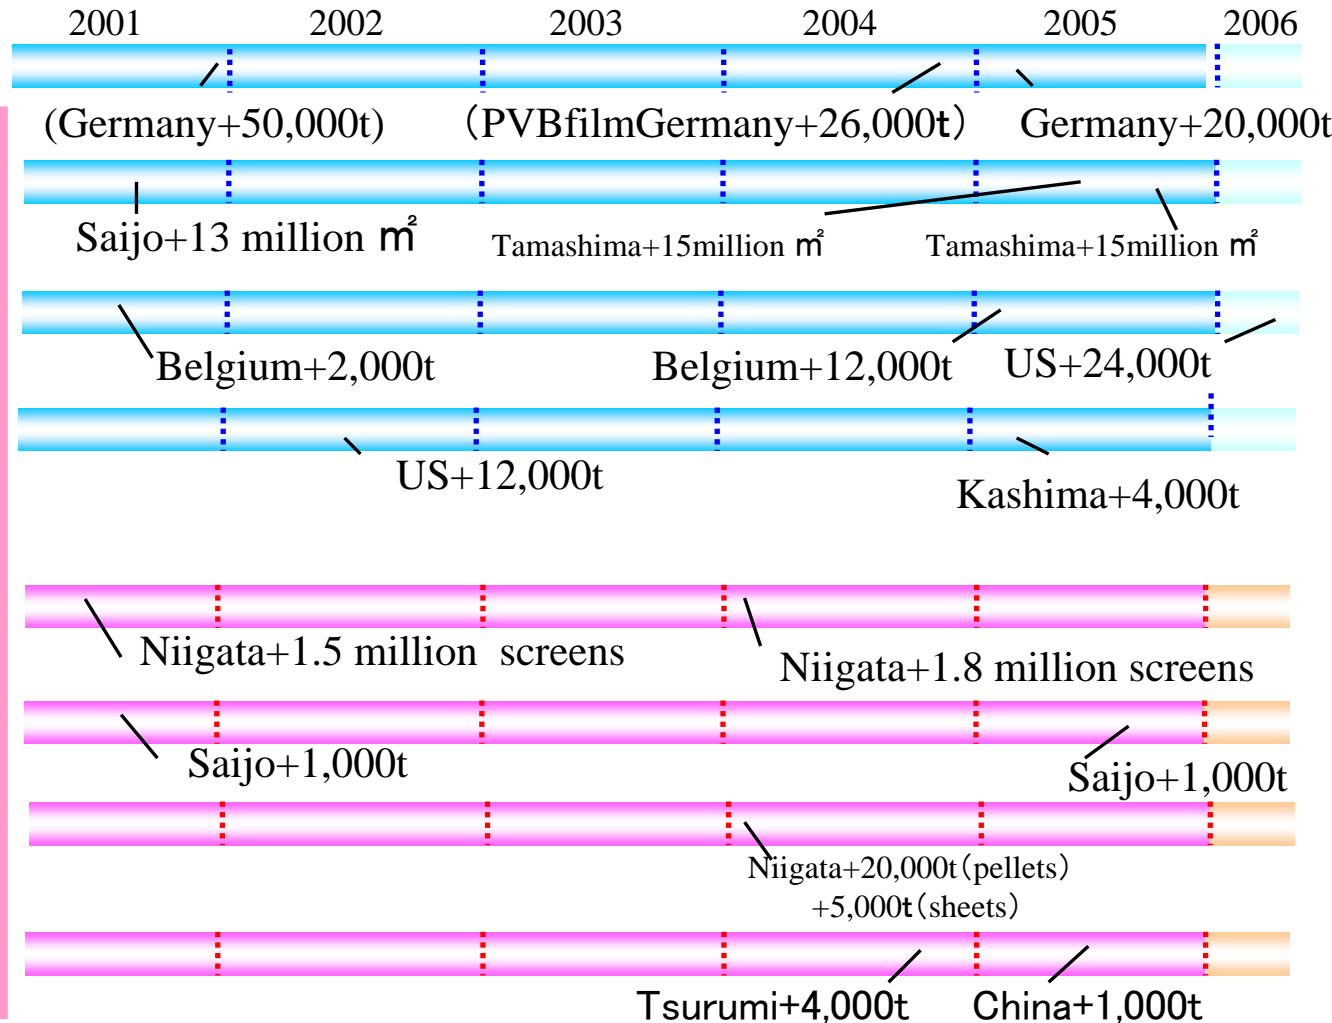 2001 2002 2003 2004 2005 2006
(Germany+50,000t) （PVBfilmGermany+26,000t） Germany+20,000t
Saijo+13 million ㎡ Tamashima+15million ㎡ Tamashima+15million ㎡
Belgium+2,000t Belgium+12,000t US+24,000t
US+12,000t Kashima+4,000t
Niigata+1.5 million screens Niigata+1.8 million screens
Saijo+1,000t Saijo+1,000t
Niigata+20,000t（pellets）
+5,000t（sheets）
Tsurumi+4,000t China+1,000t